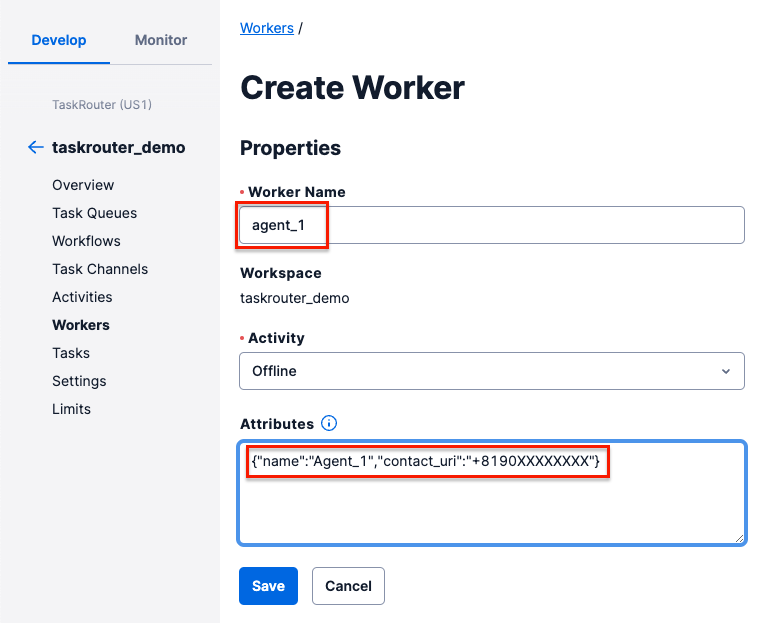 Develop
Monitor
TaskRouter (US1)
taskrouter_demo
Overview
Task Queues
Workflows
Task Channels
Activities
Workers
Tasks
Settings
Limits
Workers /
Create Worker
Properties
• Worker Name
agent_1
Workspace
taskrouter_demo
• Activity
Offline
Attributes
{"name":"Agent_1","contact_uri":"+8190XXXXXXXX"}
Save
Cancel